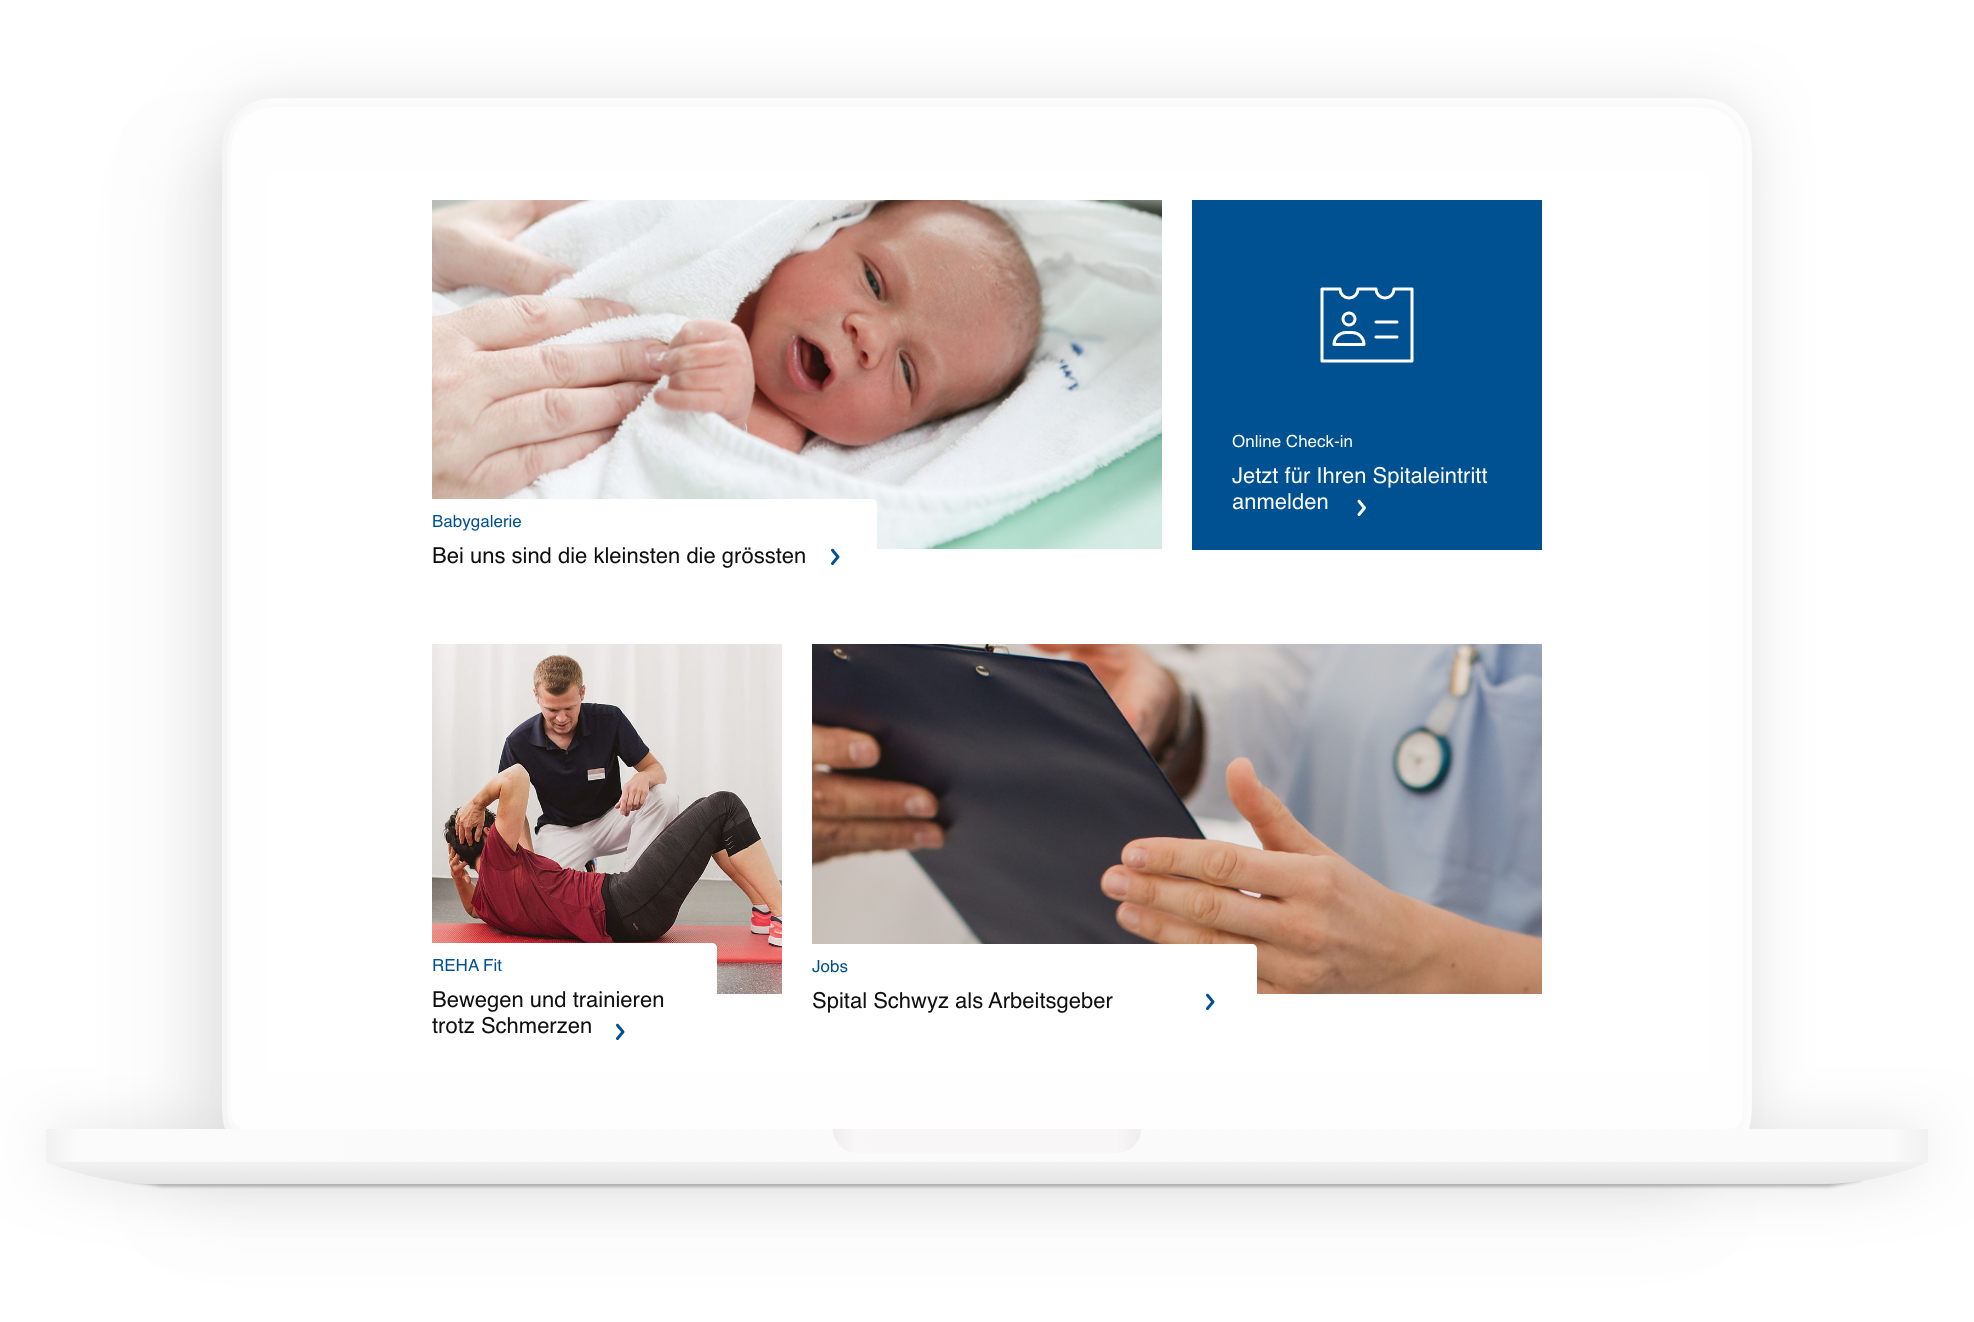 Online Check-in
Jetzt für Ihren Spitaleintritt
anmelden
Babygalerie
Bei uns sind die kleinsten die grössten
REHA Fit
Bewegen und trainieren
trotz Schmerzen
Jobs
Spital Schwyz als Arbeitsgeber